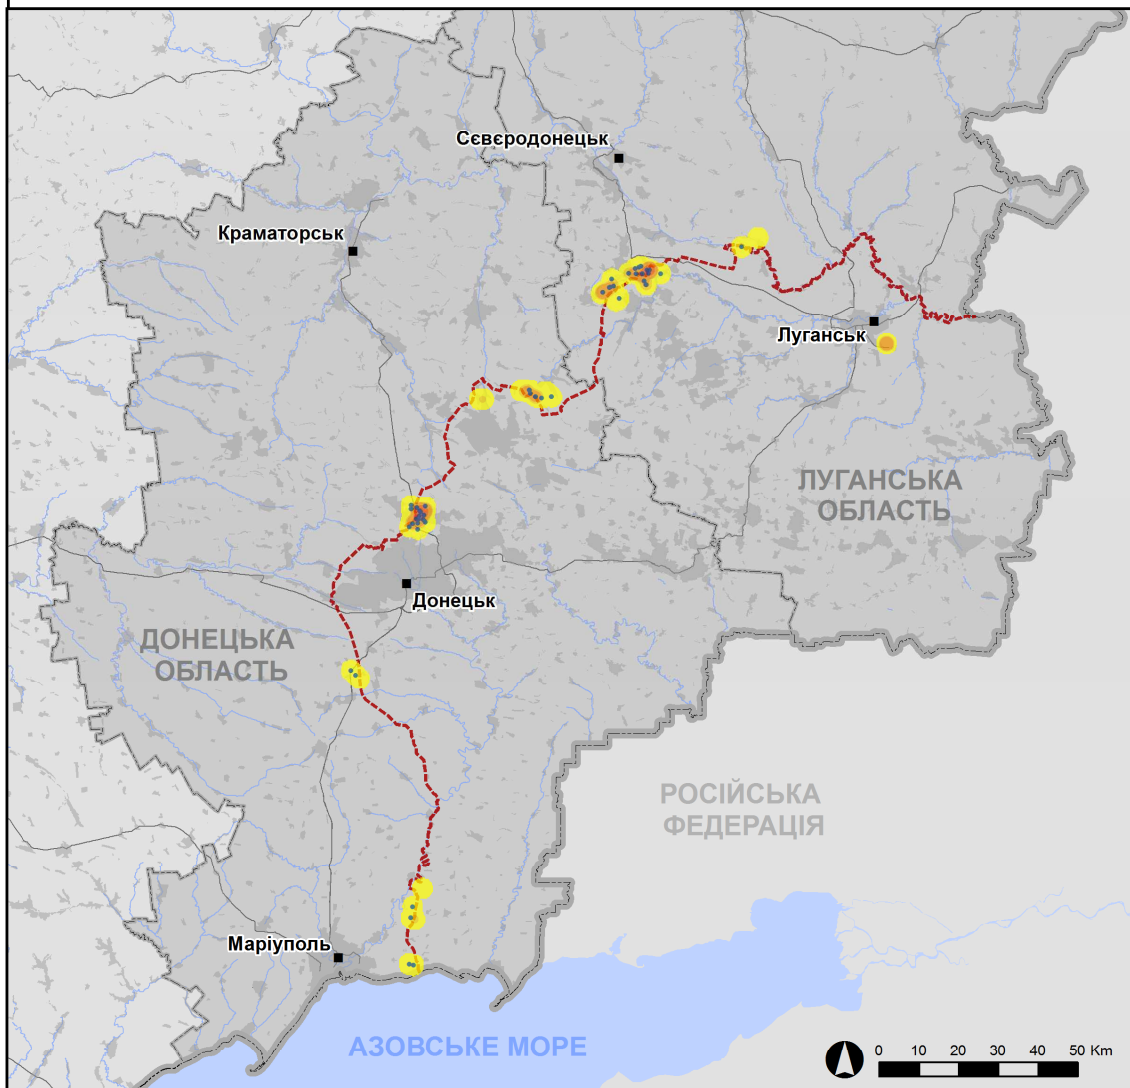 Сєвєродонецьк
Краматорськ
Луганськ
ЛУГАНСЬКА
ОБЛАСТЬ
Донецьк
ДОНЕЦЬКА
ОБЛАСТЬ
РОСІЙСЬКА
ФЕДЕРАЦІЯ
Маріуполь
АЗОВСЬКЕ МОРЕ
0 10 20 30 40 50 Km